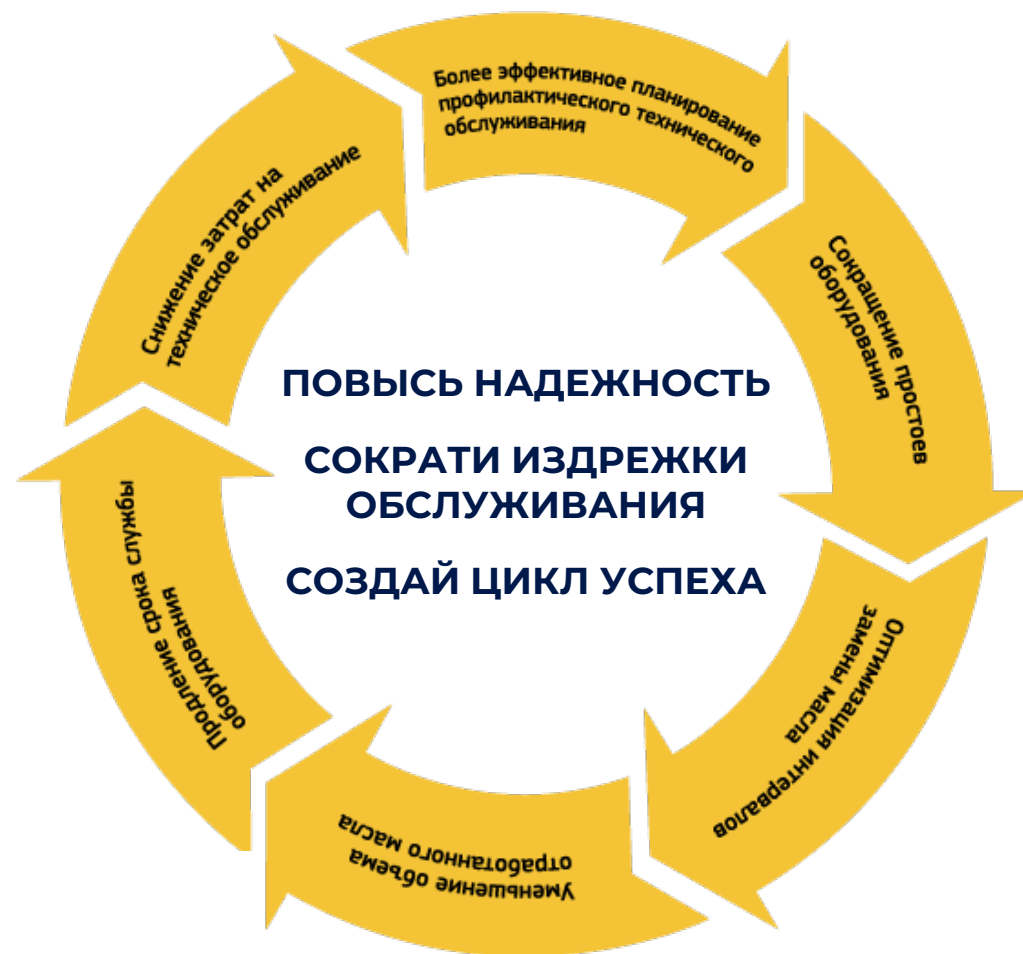 Более эффективное планирование
профилактического технического
обслуживания
Сокращение простоев
оборудования
Оптимизация интервалов
замены масла
Уменьшение объема
отработанного масла
Продление срока службы
оборудования
Снижение затрат на
техническое обслуживание
ПОВЫСЬ НАДЕЖНОСТЬ
СОКРАТИ ИЗДРЕЖКИ
ОБСЛУЖИВАНИЯ
СОЗДАЙ ЦИКЛ УСПЕХА